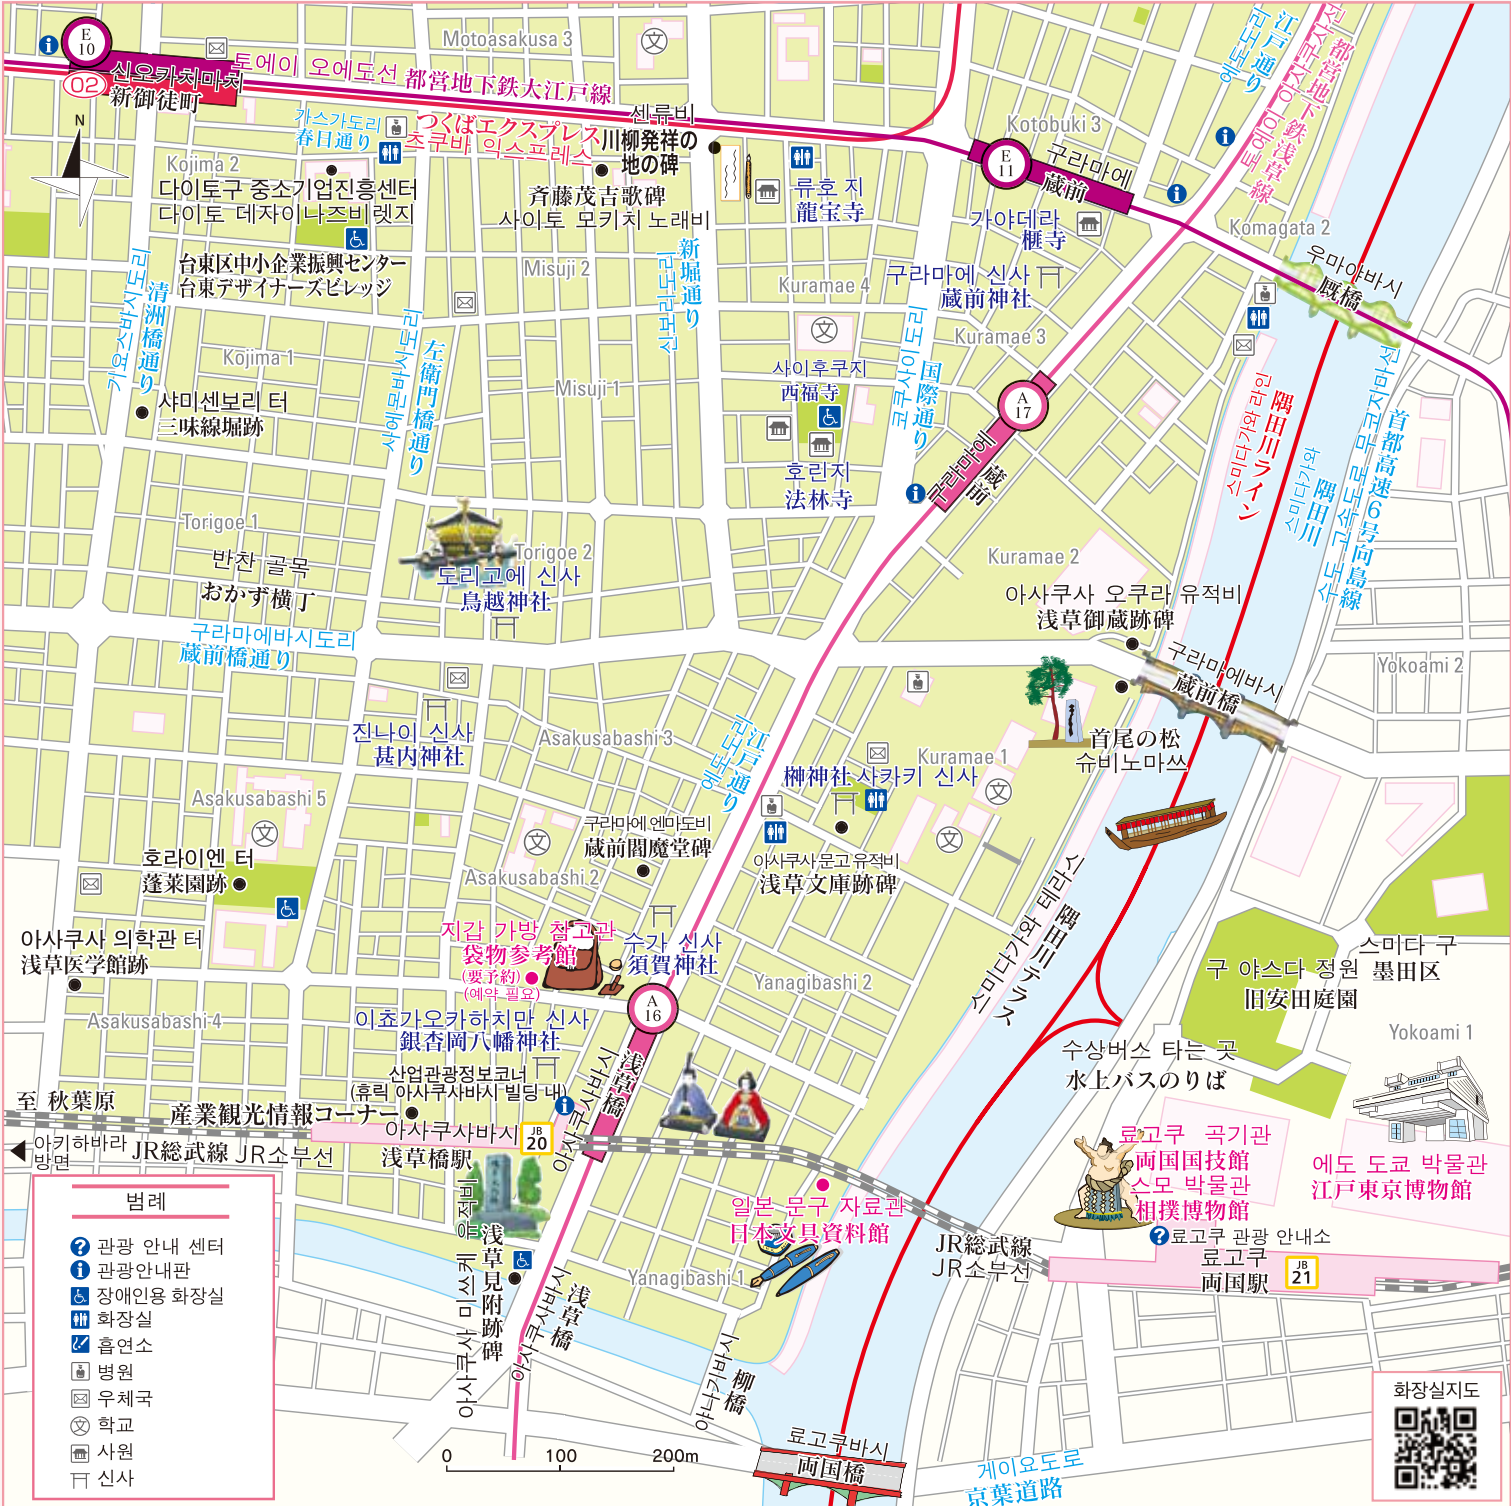 E
10
신오카치마치
新御徒町
02
토에이 오에도선 都営地下鉄大江戸線
Motoasakusa 3
가스가도리
春日通り
つくばエクスプレス
츠쿠바 익스프레스
센류비
川柳発祥の
地の碑
N
Kojima 2
다이토구 중소기업진흥센터
다이토 데자이나즈비렛지
台東区中小企業振興センター
台東デザイナーズビレッジ
斉藤茂吉歌碑
사이토 모키치 노래비
류호 지
龍宝寺
Kotobuki 3
E
11
구라마에
蔵前
가야데라
榧寺
에도도리
江戸通り
토에이 아사쿠사선
都営地下鉄浅草線
Komagata 2
우마야바시
厩橋
기요스바시도리
清洲橋通り
Misuji 2
신보리도리
新堀通り
Kuramae 4
구라마에 신사
蔵前神社
Kuramae 3
Kojima 1
사에몬바시도리
左衛門橋通り
Misuji 1
사이후쿠지
西福寺
호린지
法林寺
코쿠사이도리
国際通り
A
17
구라마에
蔵前
샤미센보리 터
三味線堀跡
스미다가와 라인
隅田川ライン
스미다가와
隅田川
수도 고속도로 무코지마선
首都高速6号向島線
Torigoe 1
반찬 골목
おかず横丁
Torigoe 2
도리고에 신사
鳥越神社
Kuramae 2
아사쿠사 오쿠라 유적비
浅草御蔵跡碑
구라마에바시도리
蔵前橋通り
구라마에바시
蔵前橋
Yokoami 2
잔나이 신사
甚内神社
Asakusabashi 3
에도도리
江戸通り
首尾の松
슈비노마쓰
Kuramae 1
榊神社 사카키 신사
Asakusabashi 5
호라이엔 터
蓬莱園跡
구라마에 엔마도비
蔵前閻魔堂碑
아사쿠사 문고 유적비
浅草文庫跡碑
Asakusabashi 2
스미다가와 테라스
隅田川テラス
지갑 가방 참고관
袋物参考館
(要予約)
(예약 필요)
수가 신사
須賀神社
아사쿠사 의학관 터
浅草医学館跡
Yanagibashi 2
구 야스다 정원
旧安田庭園
스미다 구
墨田区
A
16
Asakusabashi 4
이쵸가오카하치만 신사
銀杏岡八幡神社
산업관광정보코너
(휴릭 아사쿠사바시 빌딩 내)
産業観光情報コーナー
아사쿠사바시
浅草橋
수상버스 타는 곳
水上バスのりば
Yokoami 1
至 秋葉原
아키하바라
방면
JR総武線 JR소부선
아사쿠사바시
浅草橋駅
JB
20
료고쿠 곡기관
両国国技館
스모 박물관
相撲博物館
에도 도쿄 박물관
江戸東京博物館
일본 문구 자료관
日本文具資料館
료고쿠 관광 안내소
료고쿠
両国駅
JB
21
JR総武線
JR소부선
아사쿠사 미스케 유적비
浅草見附跡碑
아사쿠사바시
浅草橋
Yanagibashi 1
야나기바시
柳橋
범례
관광 안내 센터
관광안내판
장애인용 화장실
화장실
흡연소
병원
우체국
文 학교
사원
신사
0 100 200m
료고쿠바시
両国橋
게이요도로
京葉道路
화장실지도